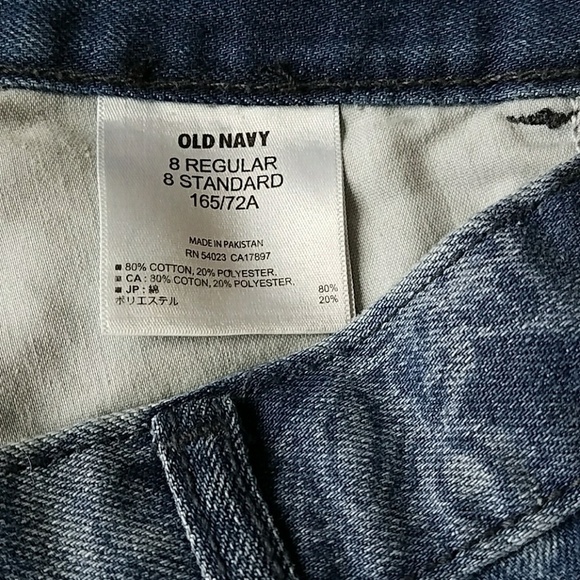 OLD NAVY
8 REGULAR
8 STANDARD
165/72A
MADE IN PAKISTAN
RN 54023 CA17897
80% COTTON, 20% POLYESTER.
CA : 80% COTON, 20% POLYESTER.
JP : 綿 80%
ポリエステル 20%